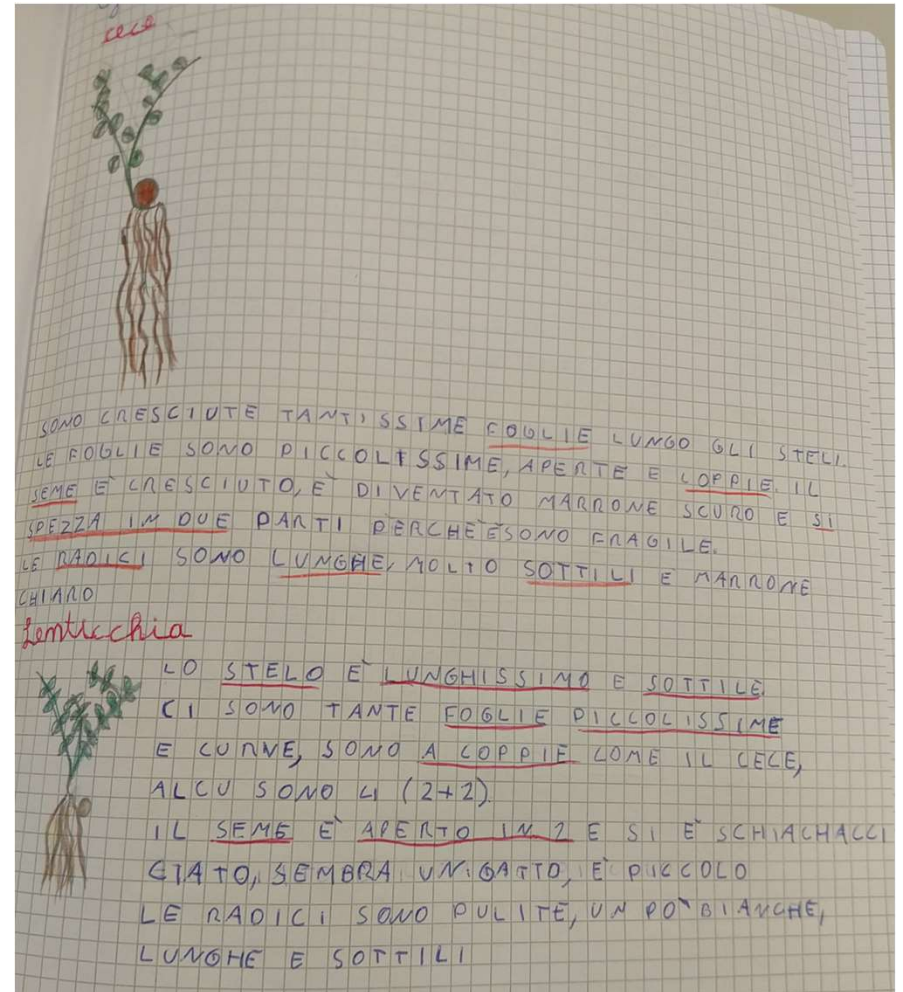 cece
SONO CRESCIUTE TANTISSIME FOGLIE LUNGO GLI STELI.
LE FOGLIE SONO PICCOLISSIME, APERTE E COPPIE. IL
SEME E' CRESCIUTO, E' DIVENTATO MARRONE SCURO E SI
SPEZZA IN DUE PARTI PERCHE' E SONO FRAGILE.
LE RADICI SONO LUNGHE, MOLTO SOTTILI E MARRONE
CHIARO
Lenticchia
LO STELO E' LUNGHISSIMO E SOTTILE
CI SONO TANTE FOGLIE PICCOLISSIME
E CURVE, SONO A COPPIE COME IL CECE,
ALCU SONO 4 (2+2).
IL SEME E' APERTO IN 2 E SI E' SCHIACHACCI
CIATO, SEMBRA UN GATTO, E' PICCOLO
LE RADICI SONO PULITE, UN PO' BIANCHE,
LUNGHE E SOTTILI